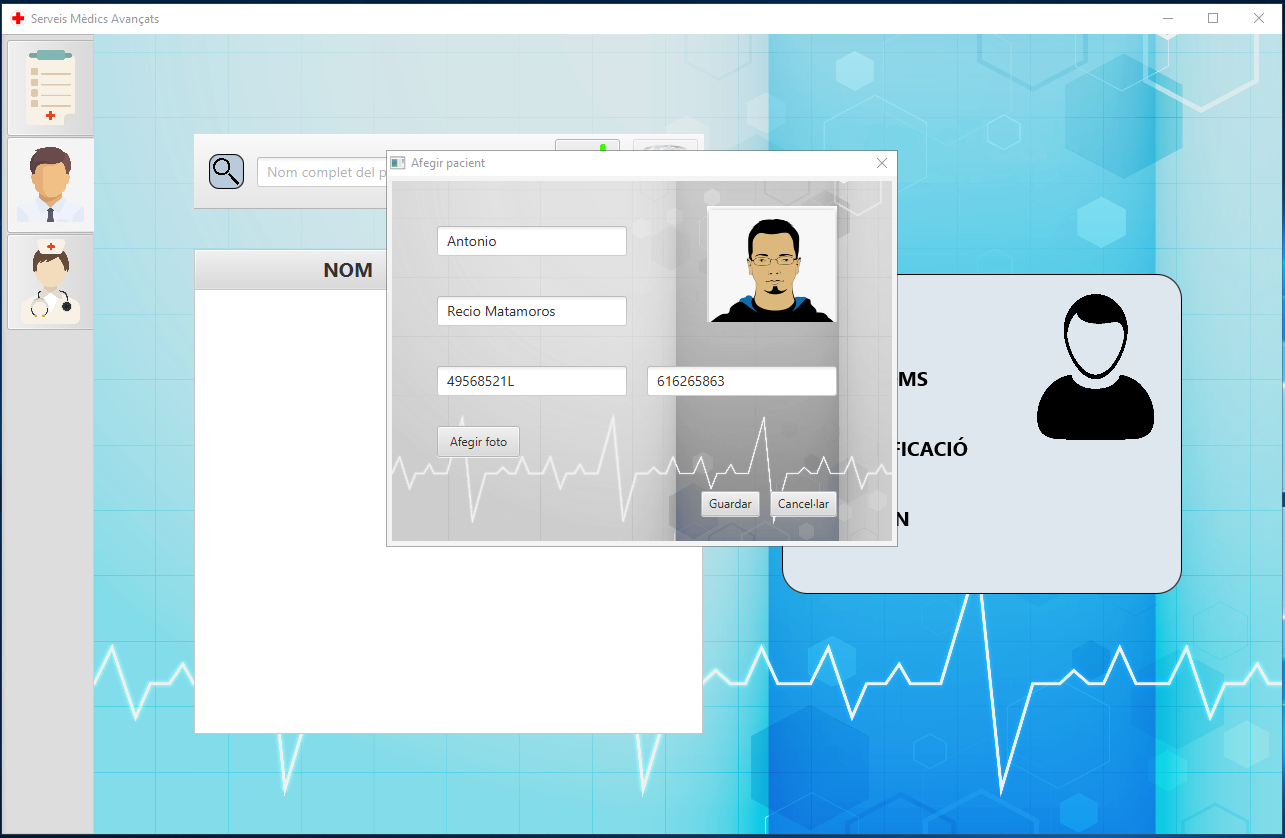 Serveis Mèdics Avançats
Nom complet del p
Afegir pacient
NOM
Antonio
Recio Matamoros
49568521L
616265863
MS
Afegir foto
FICACIÓ
Guardar
Cancel·lar
N